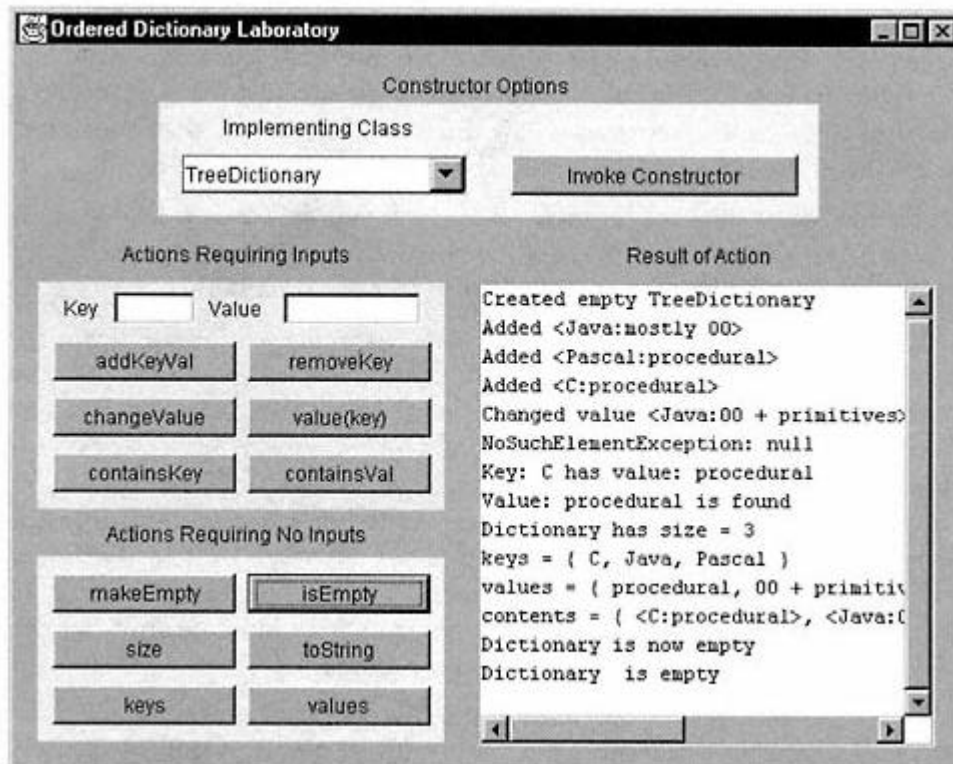 Ordered Dictionary Laboratory
Constructor Options
Implementing Class
TreeDictionary
Invoke Constructor
Actions Requiring Inputs
Key Value
addKeyVal removeKey
changeValue value(key)
containsKey containsVal
Actions Requiring No Inputs
makeEmpty isEmpty
size toString
keys values
Result of Action
Created empty TreeDictionary
Added <Java:mostly OO>
Added <Pascal:procedural>
Added <C:procedural>
Changed value <Java:OO + primitives>
NoSuchElementException: null
Key: C has value: procedural
Value: procedural is found
Dictionary has size = 3
keys = { C, Java, Pascal }
values = { procedural, OO + primitiv
contents = { <C:procedural>, <Java:O
Dictionary is now empty
Dictionary  is empty